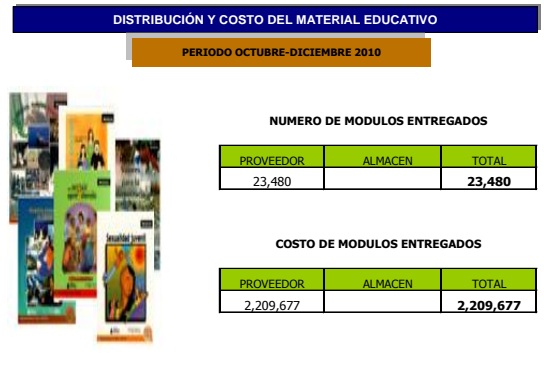 DISTRIBUCIÓN Y COSTO DEL MATERIAL EDUCATIVO
PERIODO OCTUBRE-DICIEMBRE 2010
NUMERO DE MODULOS ENTREGADOS
PROVEEDOR ALMACEN TOTAL
23,480 23,480
Sexualidad juvenil
COSTO DE MODULOS ENTREGADOS
PROVEEDOR ALMACEN TOTAL
2,209,677 2,209,677